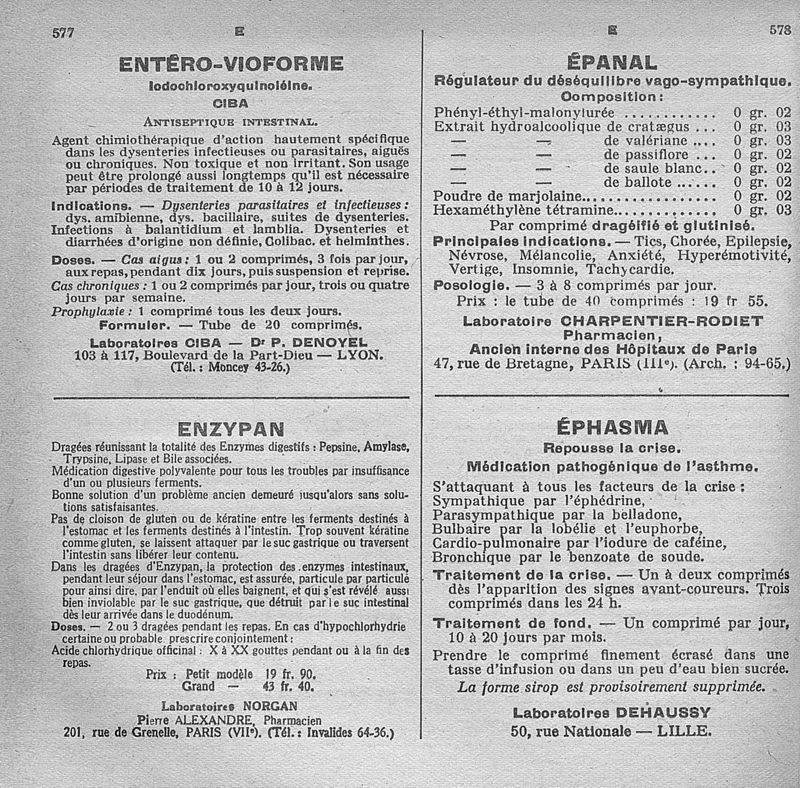 577
E
ENTÉRO-VIOFORME
Iodochloroxyquinoléine.
CIBA
ANTISEPTIQUE INTESTINAL.
Agent chimiothérapique d'action hautement spécifique
dans les dysenteries infectieuses ou parasitaires, aiguës
ou chroniques. Non toxique et non irritant. Son usage
peut être prolongé aussi longtemps qu'il est nécessaire
par périodes de traitement de 10 à 12 jours.
Indications. — Dysenteries parasitaires et infectieuses :
dys. amibienne, dys. bacillaire, suites de dysenteries.
Infections à balantidium et lamblia. Dysenteries et
diarrhées d'origine non définie, Colibac. et helminthes.
Doses. — Cas aigus : 1 ou 2 comprimés, 3 fois par jour,
aux repas, pendant dix jours, puis suspension et reprise.
Cas chroniques : 1 ou 2 comprimés par jour, trois ou quatre
jours par semaine.
Prophylaxie : 1 comprimé tous les deux jours.
Formuler. — Tube de 20 comprimés.
Laboratoires CIBA — Dr P. DENOYEL
103 à 117, Boulevard de la Part-Dieu — LYON.
(Tél. : Moncey 43-26.)
ENZYPAN
Dragées réunissant la totalité des Enzymes digestifs : Pepsine, Amylase,
Trypsine, Lipase et Bile associées.
Médication digestive polyvalente pour tous les troubles par insuffisance
d'un ou plusieurs ferments.
Bonne solution d'un problème ancien demeuré jusqu'alors sans solu-
tions satisfaisantes.
Pas de cloison de gluten ou de kératine entre les ferments destinés à
l'estomac et les ferments destinés à l'intestin. Trop souvent kératine
comme gluten, se laissent attaquer par le suc gastrique ou traversent
l'intestin sans libérer leur contenu.
Dans les dragées d'Enzypan, la protection des enzymes intestinaux,
pendant leur séjour dans l'estomac, est assurée, particule par particule
pour ainsi dire, par l'enduit où elles baignent, et qui s'est révélé aussi
bien inviolable par le suc gastrique, que détruit par le suc intestinal
dès leur arrivée dans le duodénum.
Doses. — 2 ou 3 dragées pendant les repas. En cas d'hypochlorhydrie
certaine ou probable prescrire conjointement :
Acide chlorhydrique officinal : X à XX gouttes pendant ou à la fin des
repas.
Prix : Petit modèle 19 fr. 90.
Grand — 43 fr. 40.
Laboratoires NORGAN
Pierre ALEXANDRE, Pharmacien
201, rue de Grenelle, PARIS (VIIe). (Tél. : Invalides 64-36.)
E
578
ÉPANAL
Régulateur du déséquilibre vago-sympathique.
Composition :
Phényl-éthyl-malonylurée ............ 0 gr. 02
Extrait hydroalcoolique de cratægus ... 0 gr. 03
— — de valériane .... 0 gr. 03
— — de passiflore ... 0 gr. 02
— — de saule blanc.. 0 gr. 02
— — de ballote ...... 0 gr. 02
Poudre de marjolaine................. 0 gr. 02
Hexaméthylène tétramine............. 0 gr. 03
Par comprimé dragéifié et glutinisé.
Principales indications. — Tics, Chorée, Epilepsie,
Névrose, Mélancolie, Anxiété, Hyperémotivité,
Vertige, Insomnie, Tachycardie.
Posologie. — 3 à 8 comprimés par jour.
Prix : le tube de 40 comprimés : 19 fr 55.
Laboratoire CHARPENTIER-RODIET
Pharmacien,
Ancien interne des Hôpitaux de Paris
47, rue de Bretagne, PARIS (IIIe). (Arch. : 94-65.)
ÉPHASMA
Repousse la crise.
Médication pathogénique de l'asthme.
S'attaquant à tous les facteurs de la crise :
Sympathique par l'éphédrine,
Parasympathique par la belladone,
Bulbaire par la lobélie et l'euphorbe,
Cardio-pulmonaire par l'iodure de caféine,
Bronchique par le benzoate de soude.
Traitement de la crise. — Un à deux comprimés
dès l'apparition des signes avant-coureurs. Trois
comprimés dans les 24 h.
Traitement de fond. — Un comprimé par jour,
10 à 20 jours par mois.
Prendre le comprimé finement écrasé dans une
tasse d'infusion ou dans un peu d'eau bien sucrée.
La forme sirop est provisoirement supprimée.
Laboratoires DEHAUSSY
50, rue Nationale — LILLE.